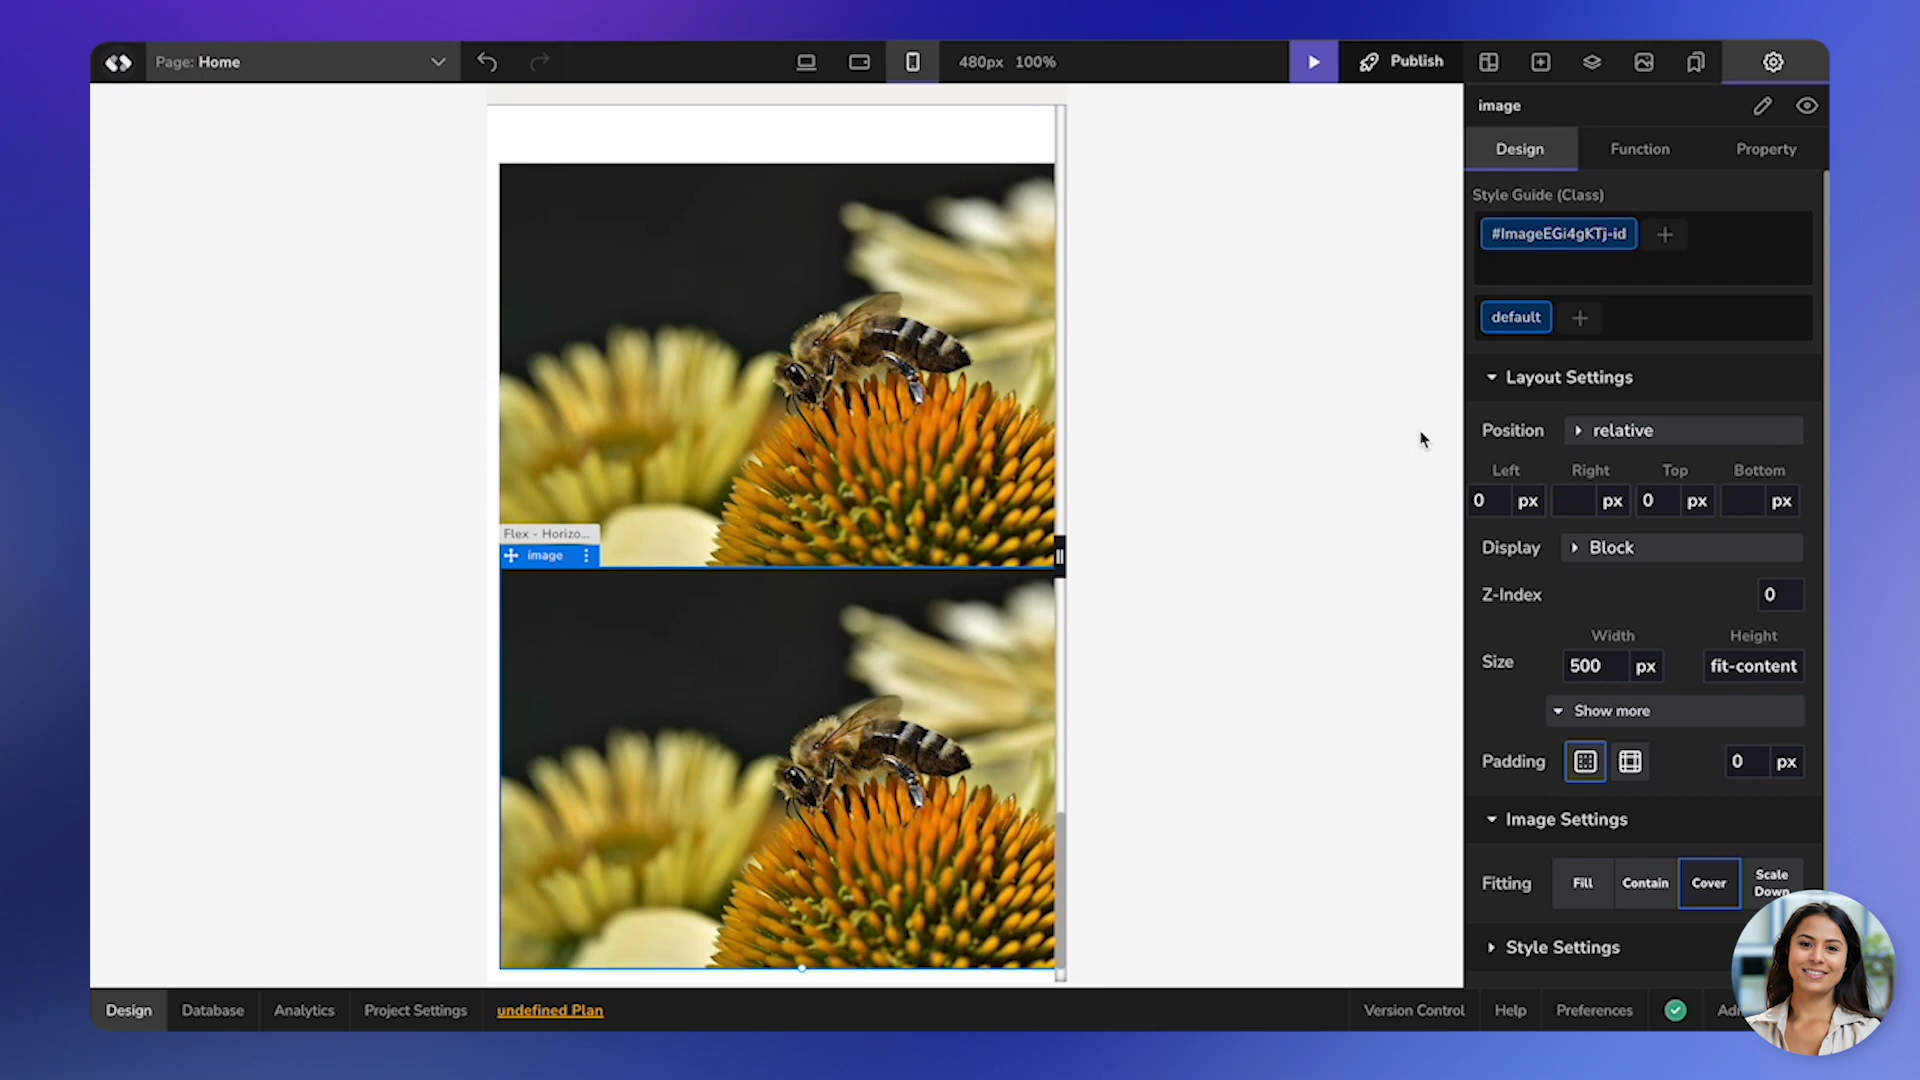 Page: Home
480px 100%
Publish
image
Design Function Property
Style Guide (Class)
#ImageEGi4gKTj-id
default
Layout Settings
Position relative
Left Right Top Bottom
0 px px 0 px px
Display Block
Z-Index 0
Width Height
Size 500 px fit-content
Show more
Padding 0 px
Image Settings
Fitting Fill Contain Cover Scale Down
Style Settings
Flex - Horizo...
image
Design Database Analytics Project Settings undefined Plan Version Control Help Preferences